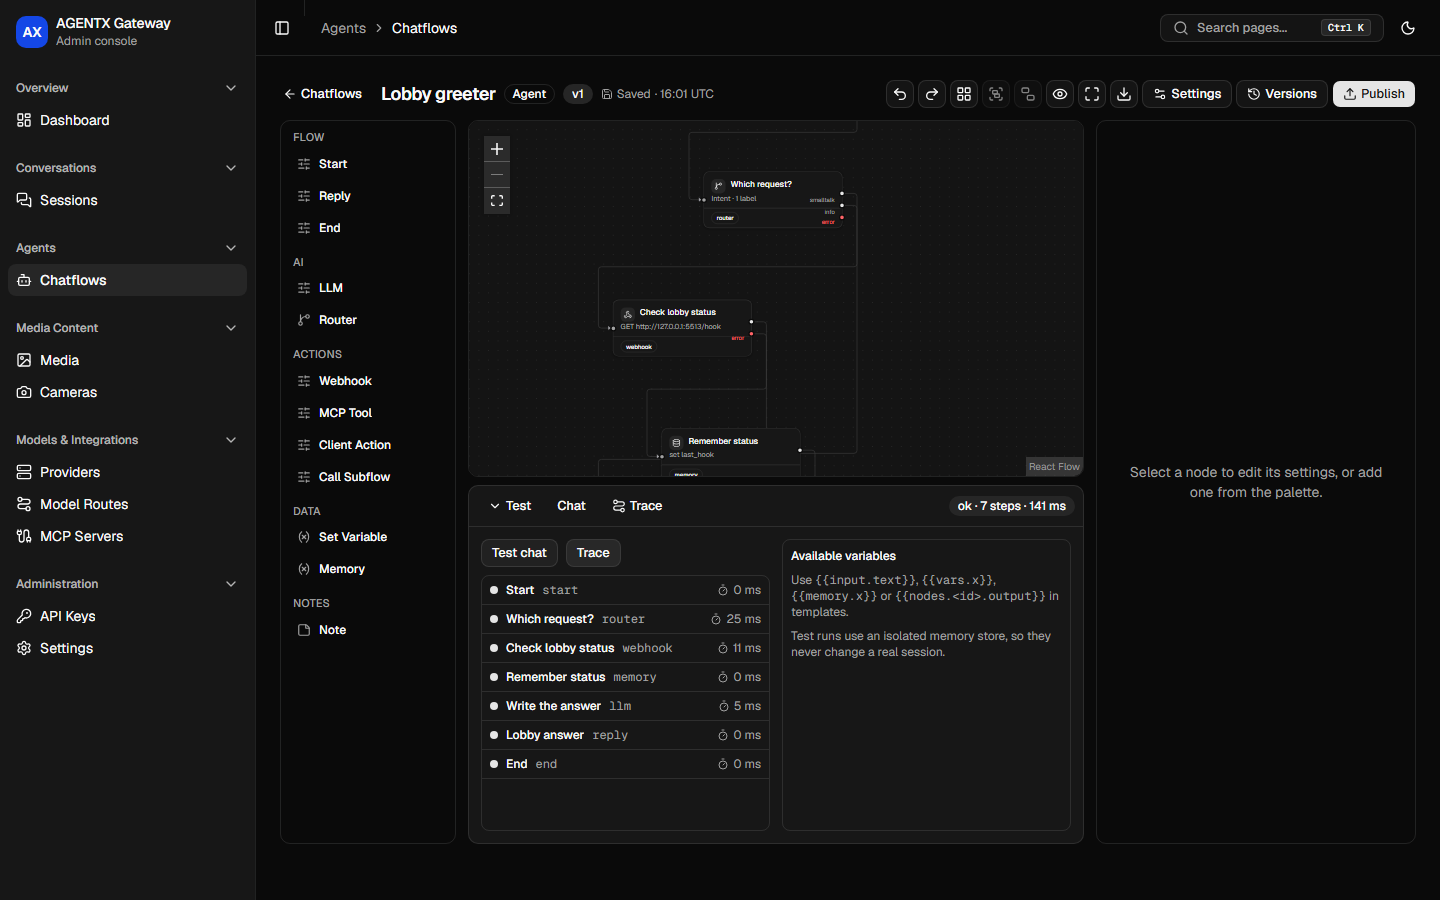 AX
AGENTX Gateway
Admin console
Overview
Dashboard
Conversations
Sessions
Agents
Chatflows
Media Content
Media
Cameras
Models & Integrations
Providers
Model Routes
MCP Servers
Administration
API Keys
Settings
Agents > Chatflows
Search pages... Ctrl K
Chatflows
Lobby greeter Agent v1 Saved · 16:01 UTC
Settings Versions Publish
FLOW
Start
Reply
End
AI
LLM
Router
ACTIONS
Webhook
MCP Tool
Client Action
Call Subflow
DATA
Set Variable
Memory
NOTES
Note
Which request?
Intent · 1 label
smalltalk
info
router
error
Check lobby status
GET http://127.0.0.1:5513/hook
error
webhook
Remember status
set last_hook
memory
React Flow
Test Chat Trace ok · 7 steps · 141 ms
Test chat Trace
Start start 0 ms
Which request? router 25 ms
Check lobby status webhook 11 ms
Remember status memory 0 ms
Write the answer llm 5 ms
Lobby answer reply 0 ms
End end 0 ms
Available variables
Use {{input.text}}, {{vars.x}},
{{memory.x}} or {{nodes.<id>.output}} in
templates.
Test runs use an isolated memory store, so they
never change a real session.
Select a node to edit its settings, or add
one from the palette.